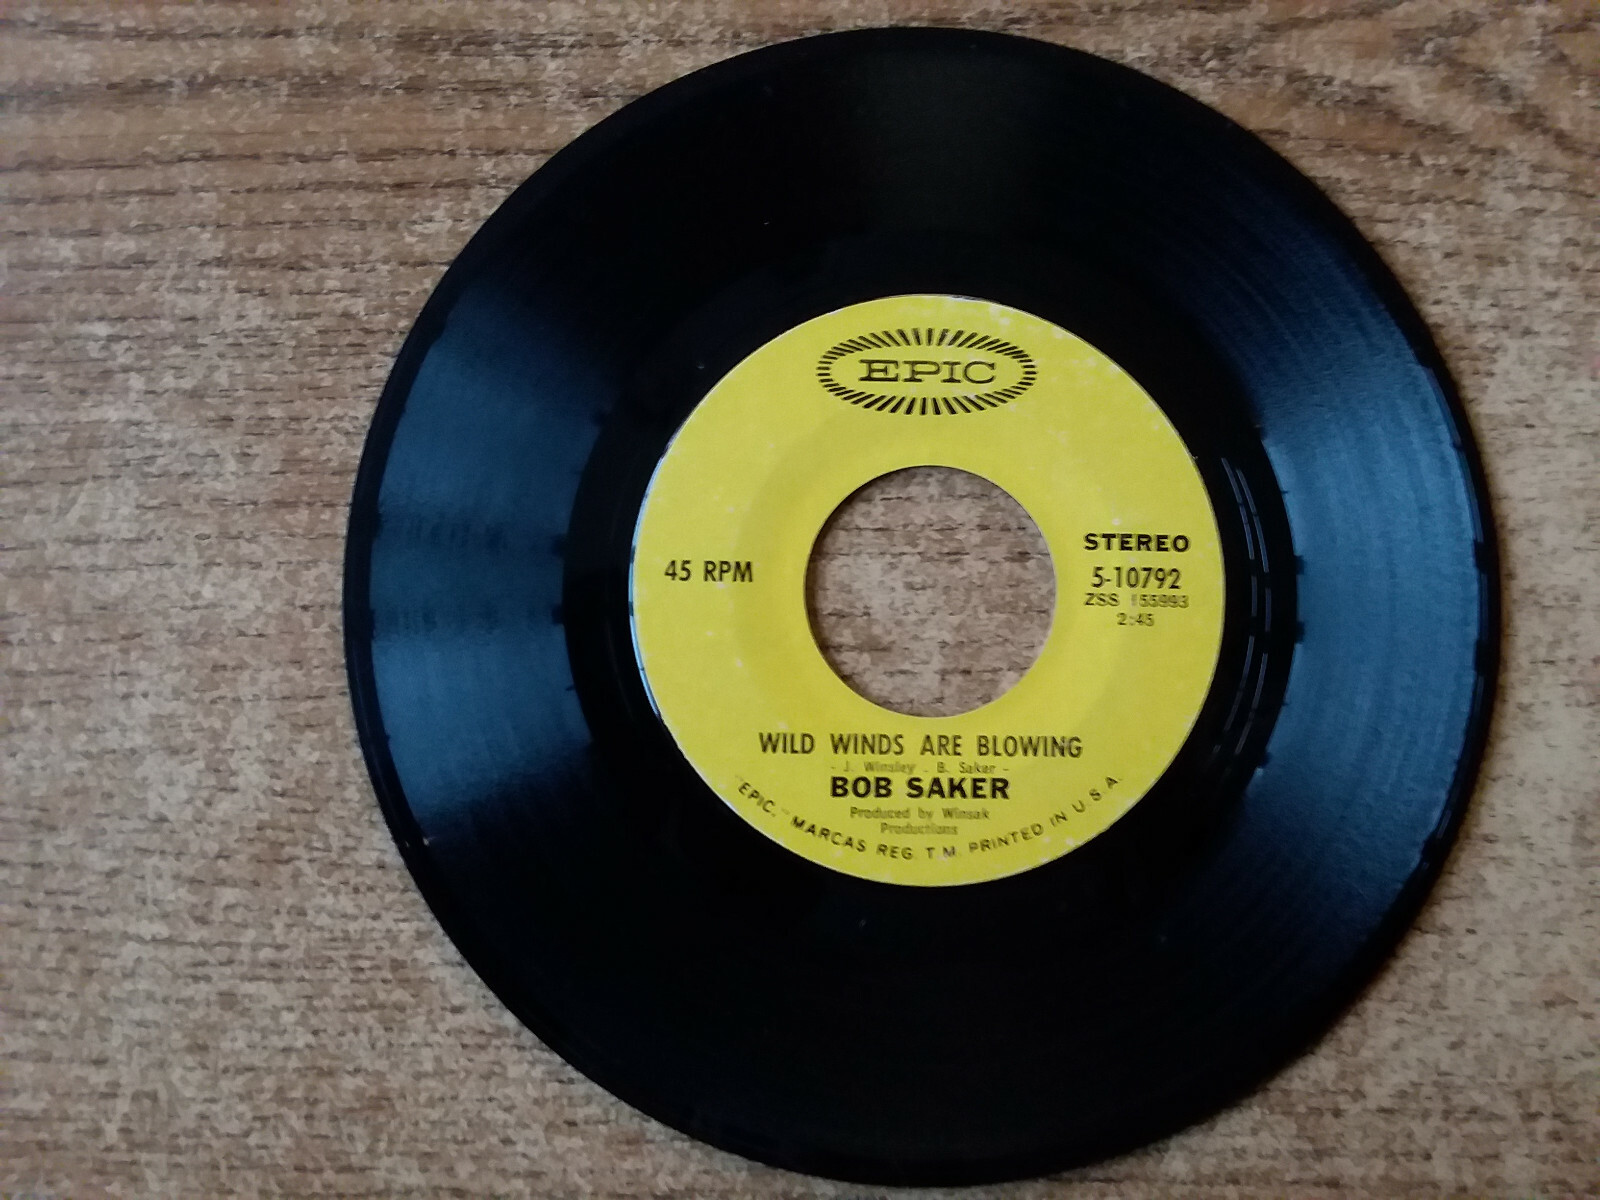 EPIC
45 RPM
STEREO
5-10792
ZSS 155993
2:45
WILD WINDS ARE BLOWING
- J. Winsley . B. Saker -
BOB SAKER
Produced by Winsak
Productions
"EPIC," MARCAS REG. T.M. PRINTED IN U.S.A.